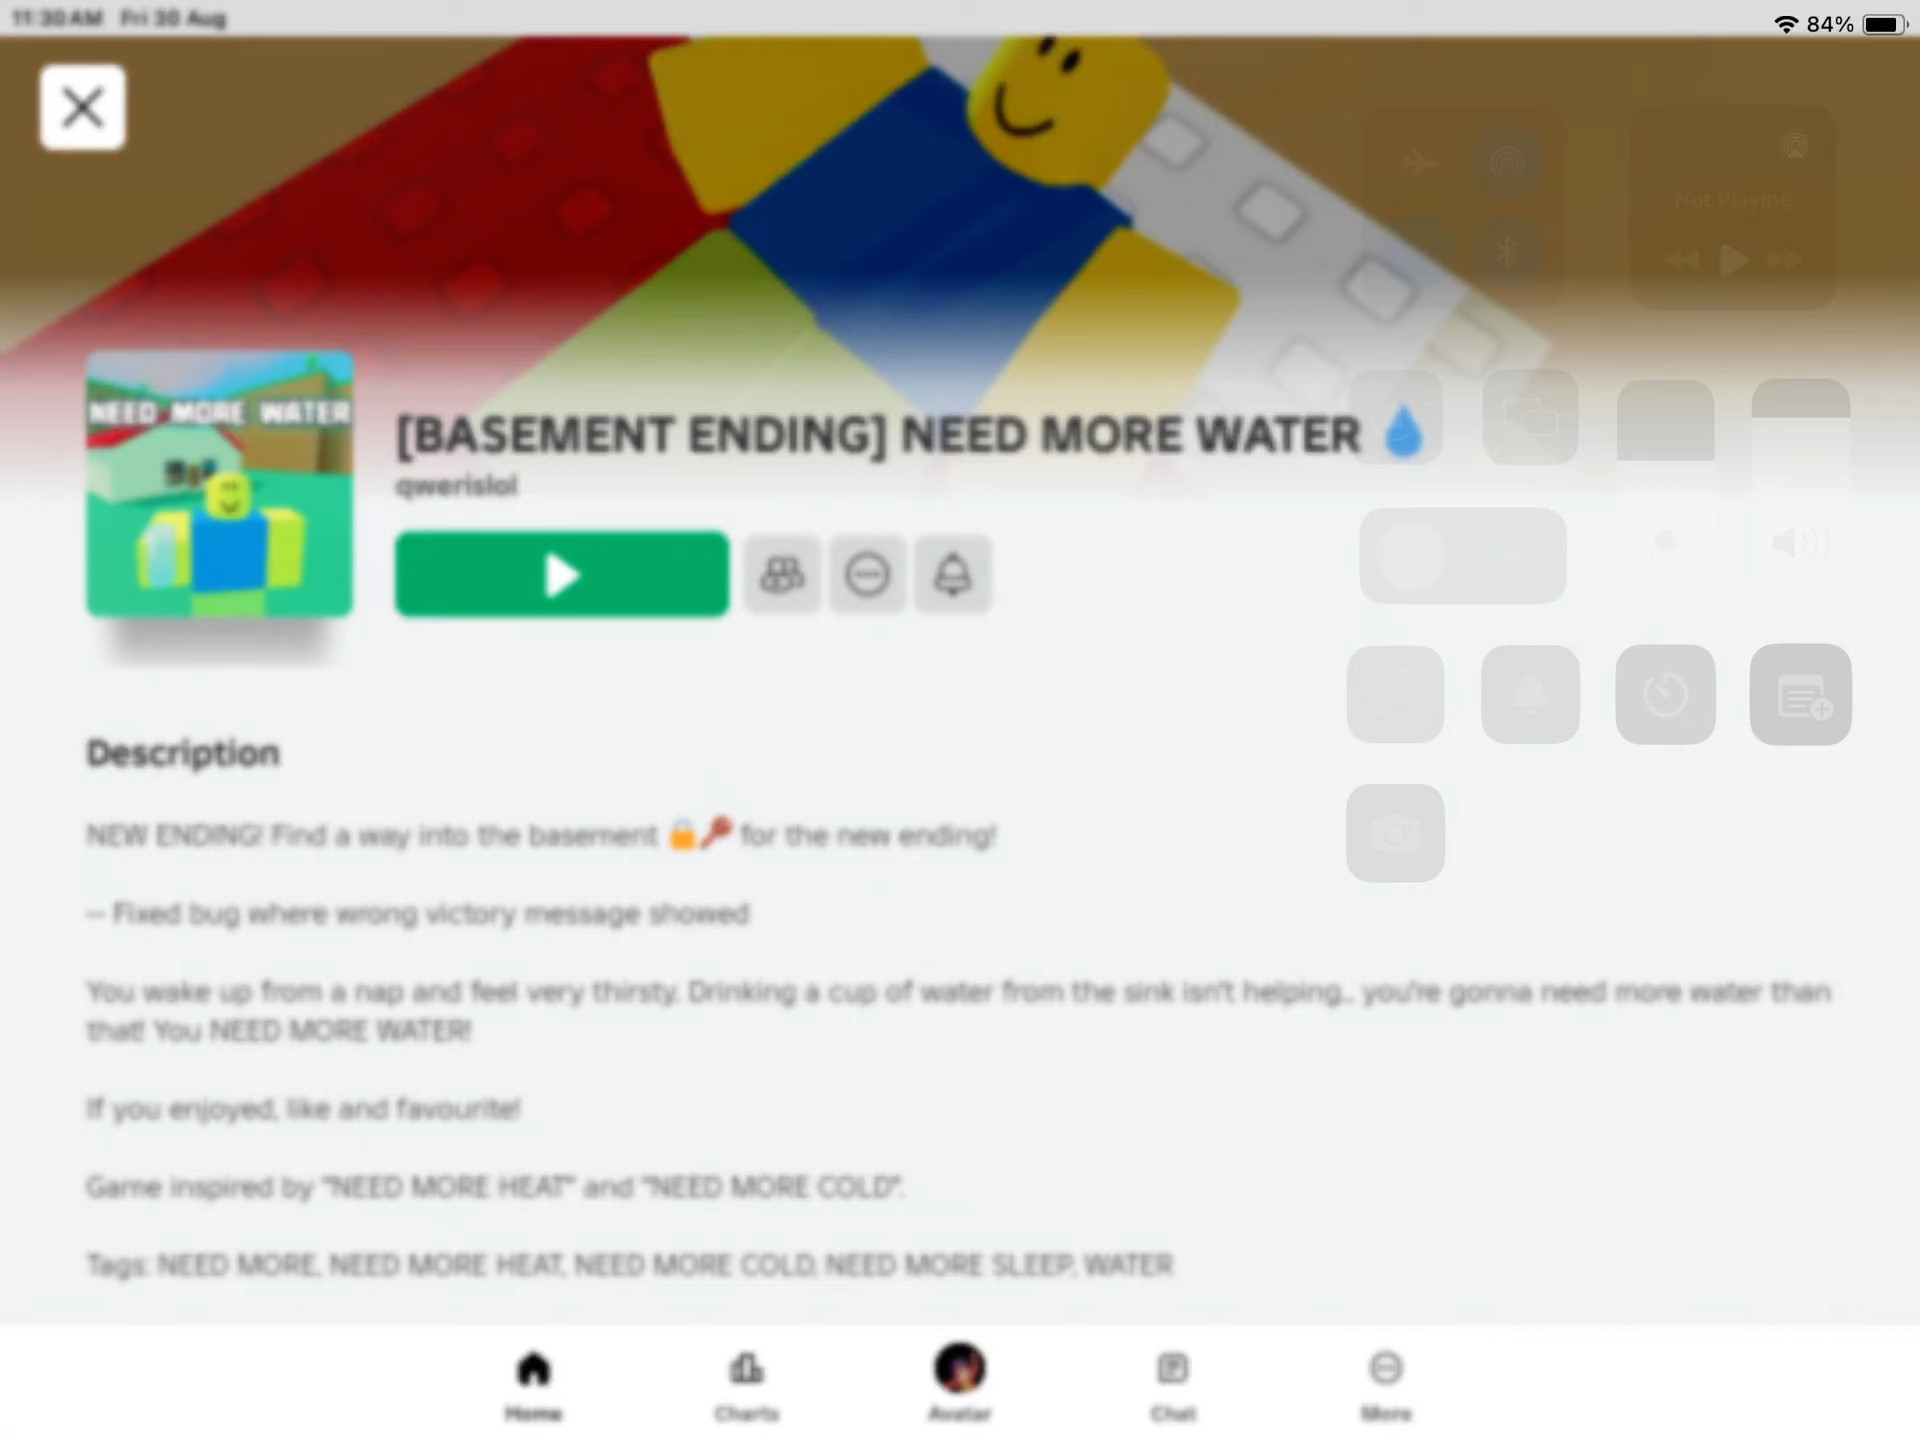 11:30 AM Fri 30 Aug
84%
Not Playing
NEED MORE WATER
[BASEMENT ENDING] NEED MORE WATER 💧
qwerislol
Description
NEW ENDING! Find a way into the basement 🔒🔑 for the new ending!
-- Fixed bug where wrong victory message showed
You wake up from a nap and feel very thirsty. Drinking a cup of water from the sink isn't helping.. you're gonna need more water than
that! You NEED MORE WATER!
If you enjoyed, like and favourite!
Game inspired by "NEED MORE HEAT" and "NEED MORE COLD".
Tags: NEED MORE, NEED MORE HEAT, NEED MORE COLD, NEED MORE SLEEP, WATER
Home Charts Avatar Chat More